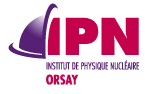 IPN
INSTITUT DE PHYSIQUE NUCLÉAIRE
ORSAY